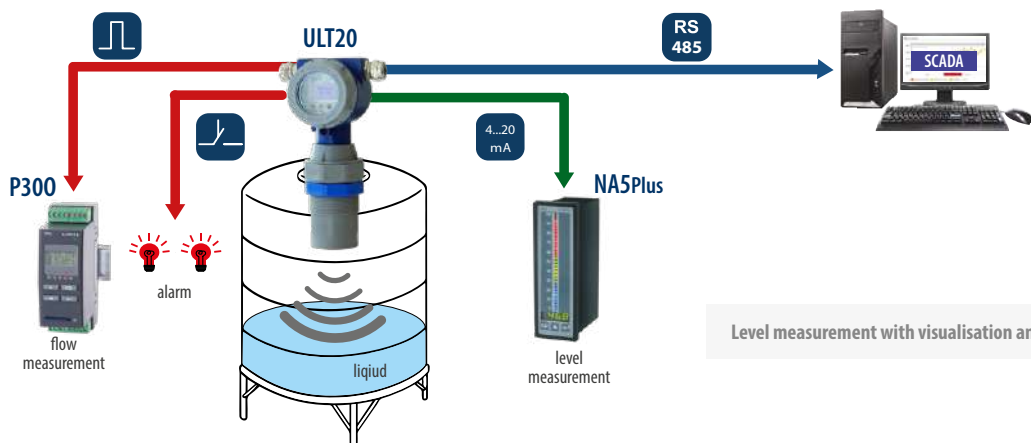 ULT20
RS
485
SCADA
4...20
mA
P300
NA5Plus
alarm
flow
measurement
liqiud
level
measurement
Level measurement with visualisation an